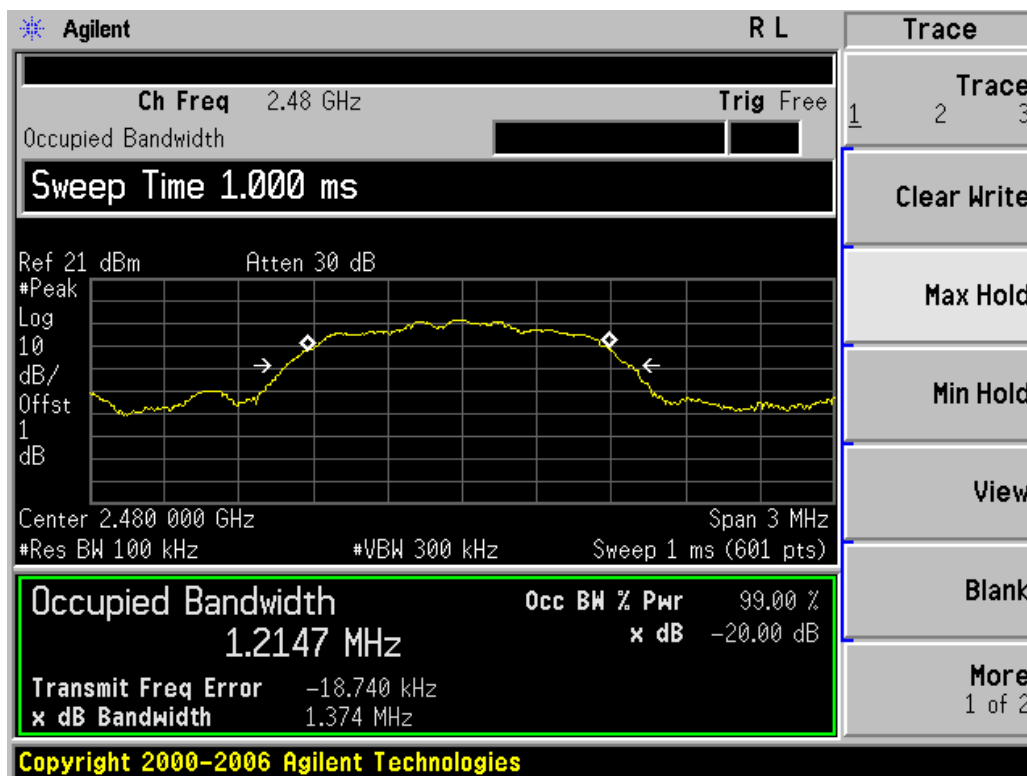 Agilent R L
Ch Freq 2.48 GHz Trig Free
Occupied Bandwidth
Sweep Time 1.000 ms
Ref 21 dBm Atten 30 dB
#Peak
Log
10
dB/
Offst
1
dB
Center 2.480 000 GHz Span 3 MHz
#Res BW 100 kHz #VBW 300 kHz Sweep 1 ms (601 pts)
Occupied Bandwidth Occ BW % Pwr 99.00 %
1.2147 MHz x dB -20.00 dB
Transmit Freq Error -18.740 kHz
x dB Bandwidth 1.374 MHz
Copyright 2000-2006 Agilent Technologies
Trace
Trace
1 2 3
Clear Write
Max Hold
Min Hold
View
Blank
More
1 of 2